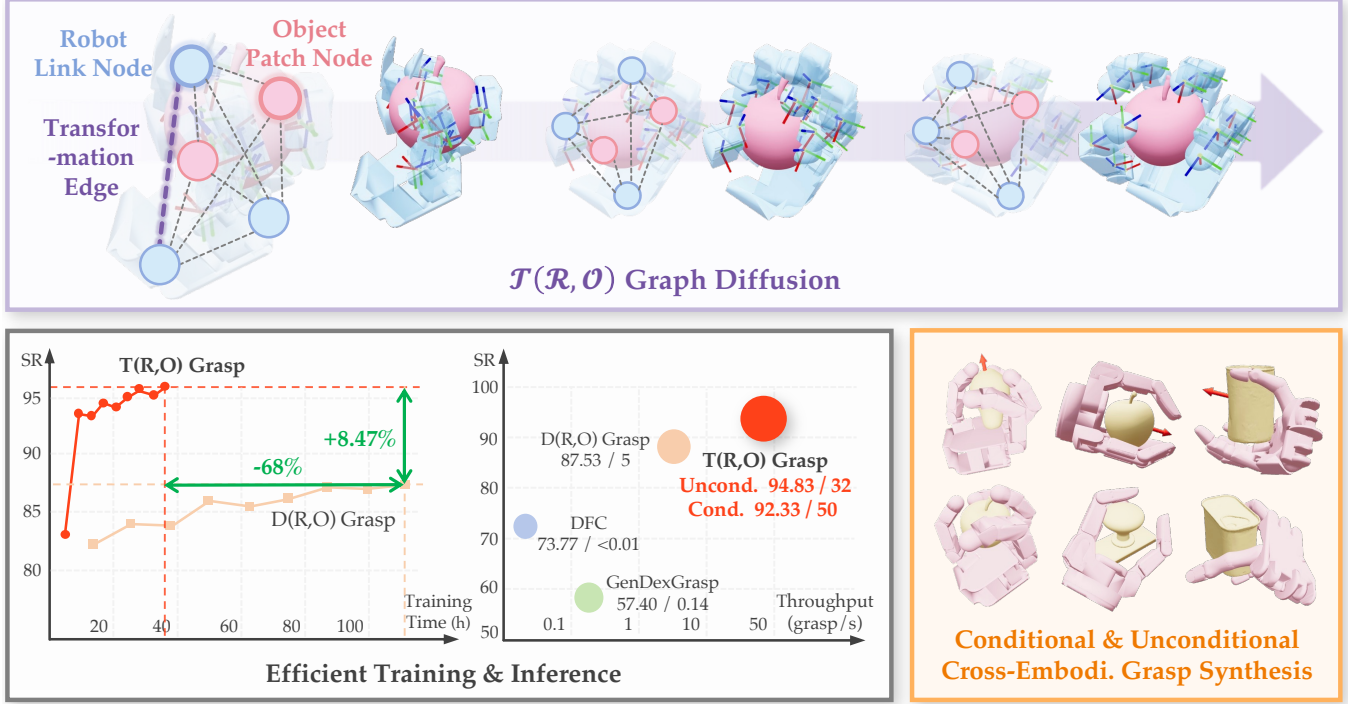 Robot
Link Node
Object
Patch Node
Transfor
-mation
Edge
𝒯(ℛ, 𝒪) Graph Diffusion
SR
T(R,O) Grasp
95
90
85
80
+8.47%
-68%
D(R,O) Grasp
20
40
60
80
100
Training
Time (h)
SR
100
90
80
70
60
50
D(R,O) Grasp
87.53 / 5
T(R,O) Grasp
Uncond. 94.83 / 32
Cond. 92.33 / 50
DFC
73.77 / <0.01
GenDexGrasp
57.40 / 0.14
0.1
1
10
50
Throughput
(grasp/s)
Efficient Training & Inference
Conditional & Unconditional
Cross-Embodi. Grasp Synthesis